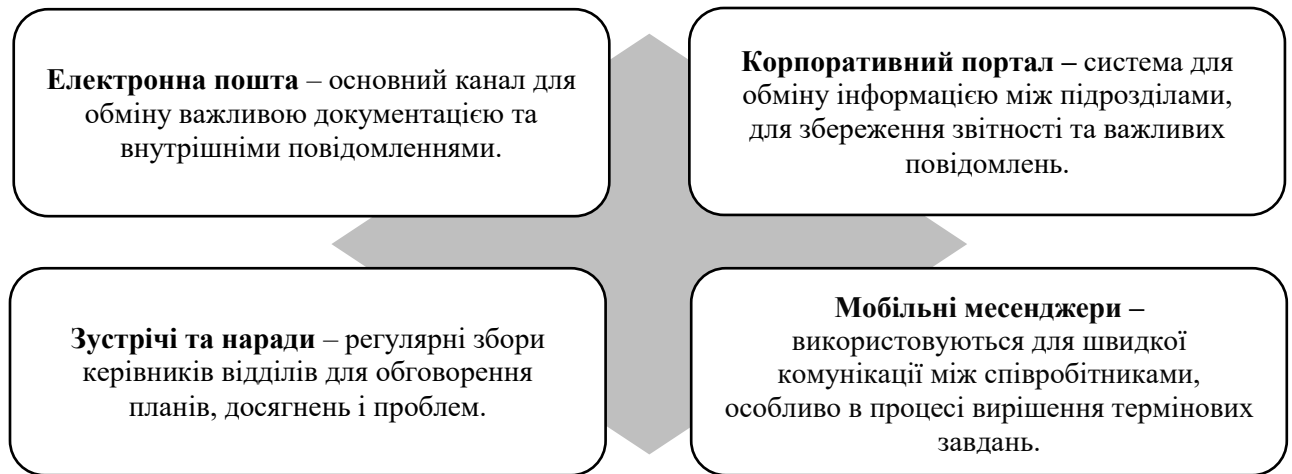 Електронна пошта – основний канал для
обміну важливою документацією та
внутрішніми повідомленнями.
Корпоративний портал – система для
обміну інформацією між підрозділами,
для збереження звітності та важливих
повідомлень.
Зустрічі та наради – регулярні збори
керівників відділів для обговорення
планів, досягнень і проблем.
Мобільні месенджери –
використовуються для швидкої
комунікації між співробітниками,
особливо в процесі вирішення термінових
завдань.